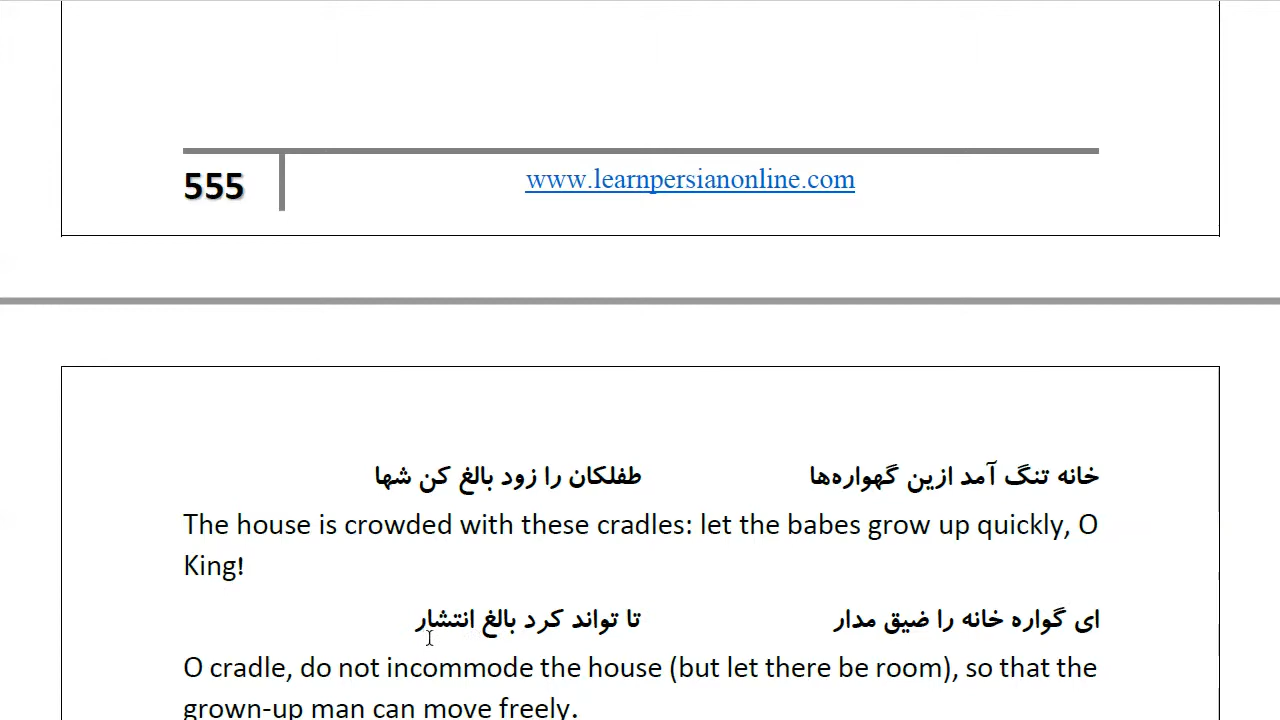 555
www.learnpersianonline.com
خانه تنگ آمد ازین گهواره‌ها طفلکان را زود بالغ کن شها
The house is crowded with these cradles: let the babes grow up quickly, O
King!
ای گواره خانه را ضیق مدار تا تواند کرد بالغ انتشار
O cradle, do not incommode the house (but let there be room), so that the
grown-up man can move freely.